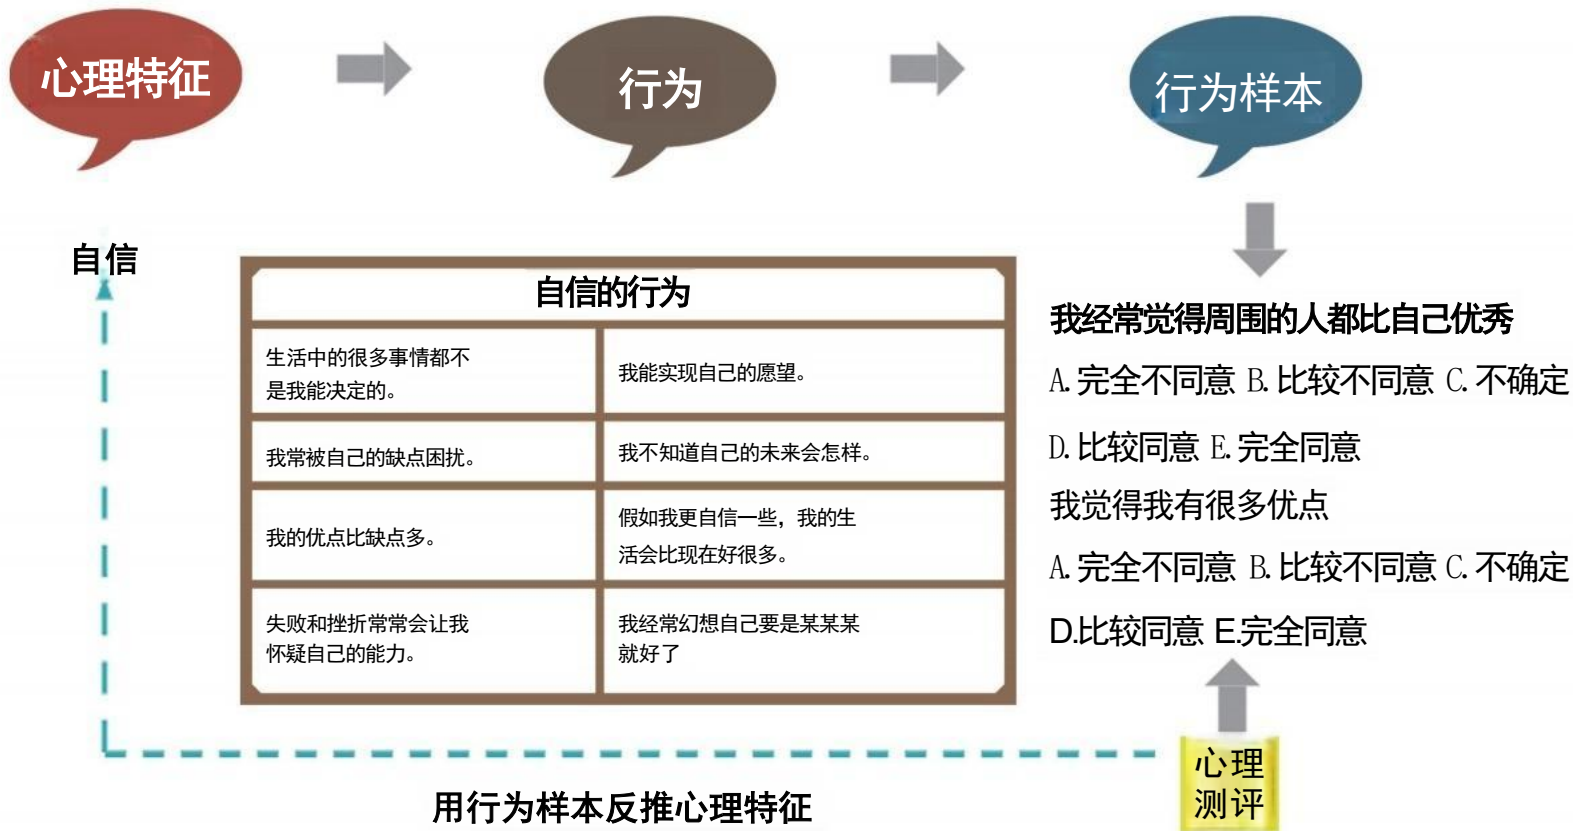 心理特征
行为
行为样本
自信
自信的行为
生活中的很多事情都不
是我能决定的。
我能实现自己的愿望。
我常被自己的缺点困扰。
我不知道自己的未来会怎样。
我的优点比缺点多。
假如我更自信一些，我的生
活会比现在好很多。
失败和挫折常常会让我
怀疑自己的能力。
我经常幻想自己要是某某某
就好了
我经常觉得周围的人都比自己优秀
A.完全不同意 B.比较不同意 C.不确定
D.比较同意 E.完全同意
我觉得我有很多优点
A.完全不同意 B.比较不同意 C.不确定
D.比较同意 E.完全同意
心理
测评
用行为样本反推心理特征